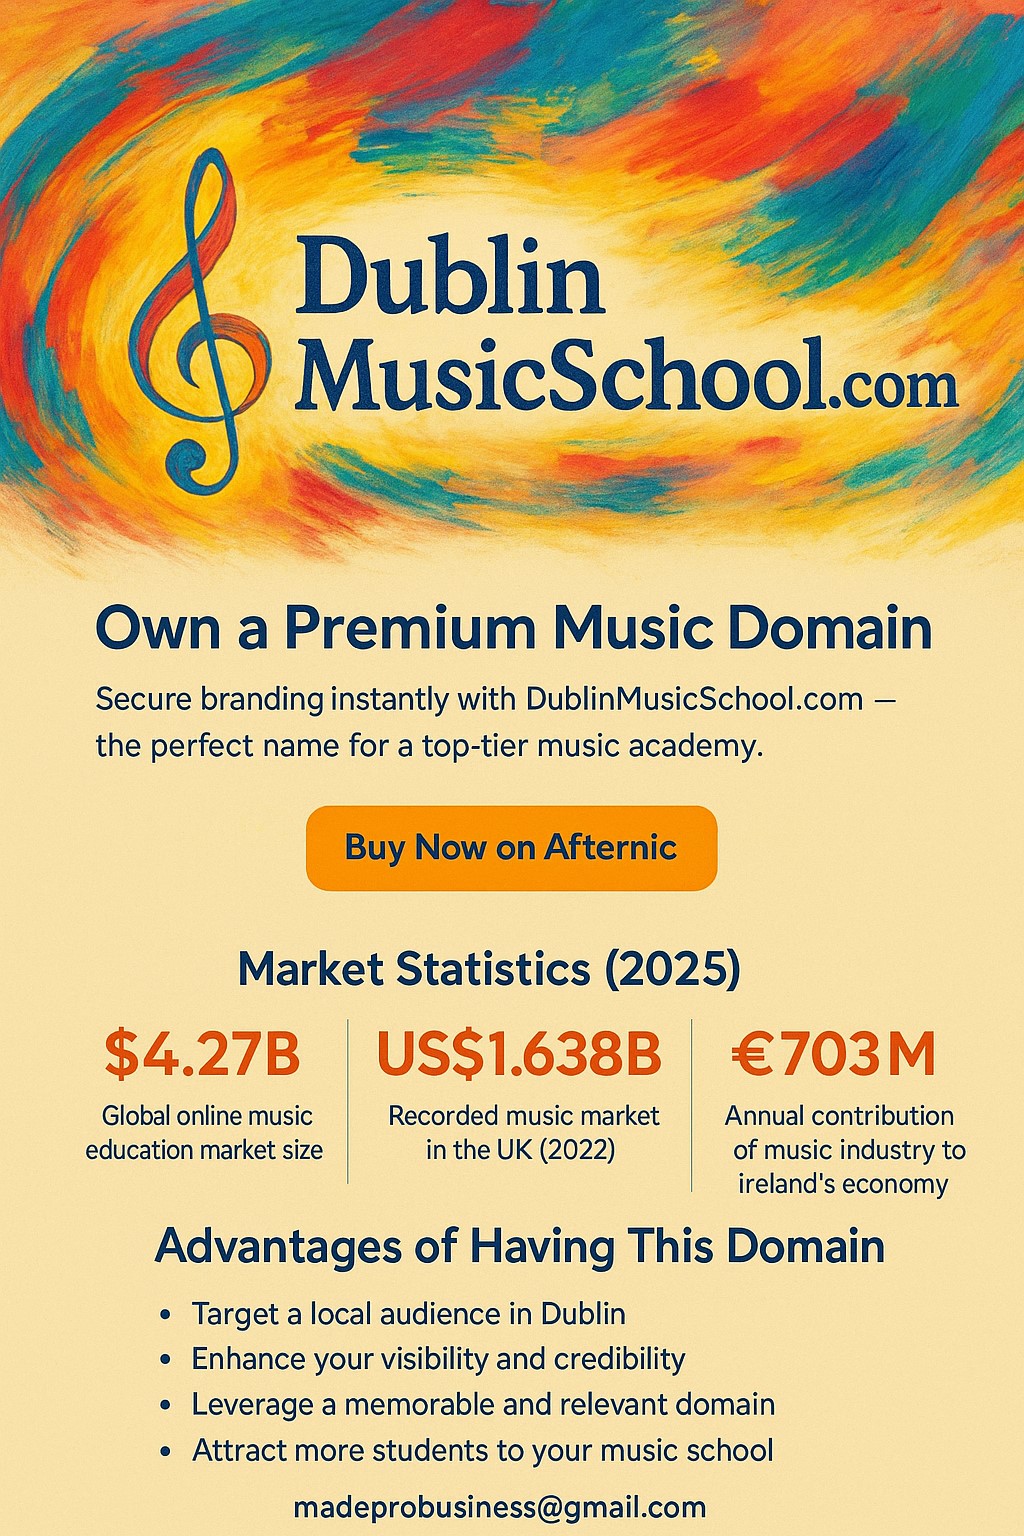 Dublin
MusicSchool.com
Own a Premium Music Domain
Secure branding instantly with DublinMusicSchool.com —
the perfect name for a top-tier music academy.
Buy Now on Afternic
Market Statistics (2025)
$4.27B
Global online music
education market size
US$1.638B
Recorded music market
in the UK (2022)
€703M
Annual contribution
of music industry to
ireland's economy
Advantages of Having This Domain
• Target a local audience in Dublin
• Enhance your visibility and credibility
• Leverage a memorable and relevant domain
• Attract more students to your music school
madeprobusiness@gmail.com